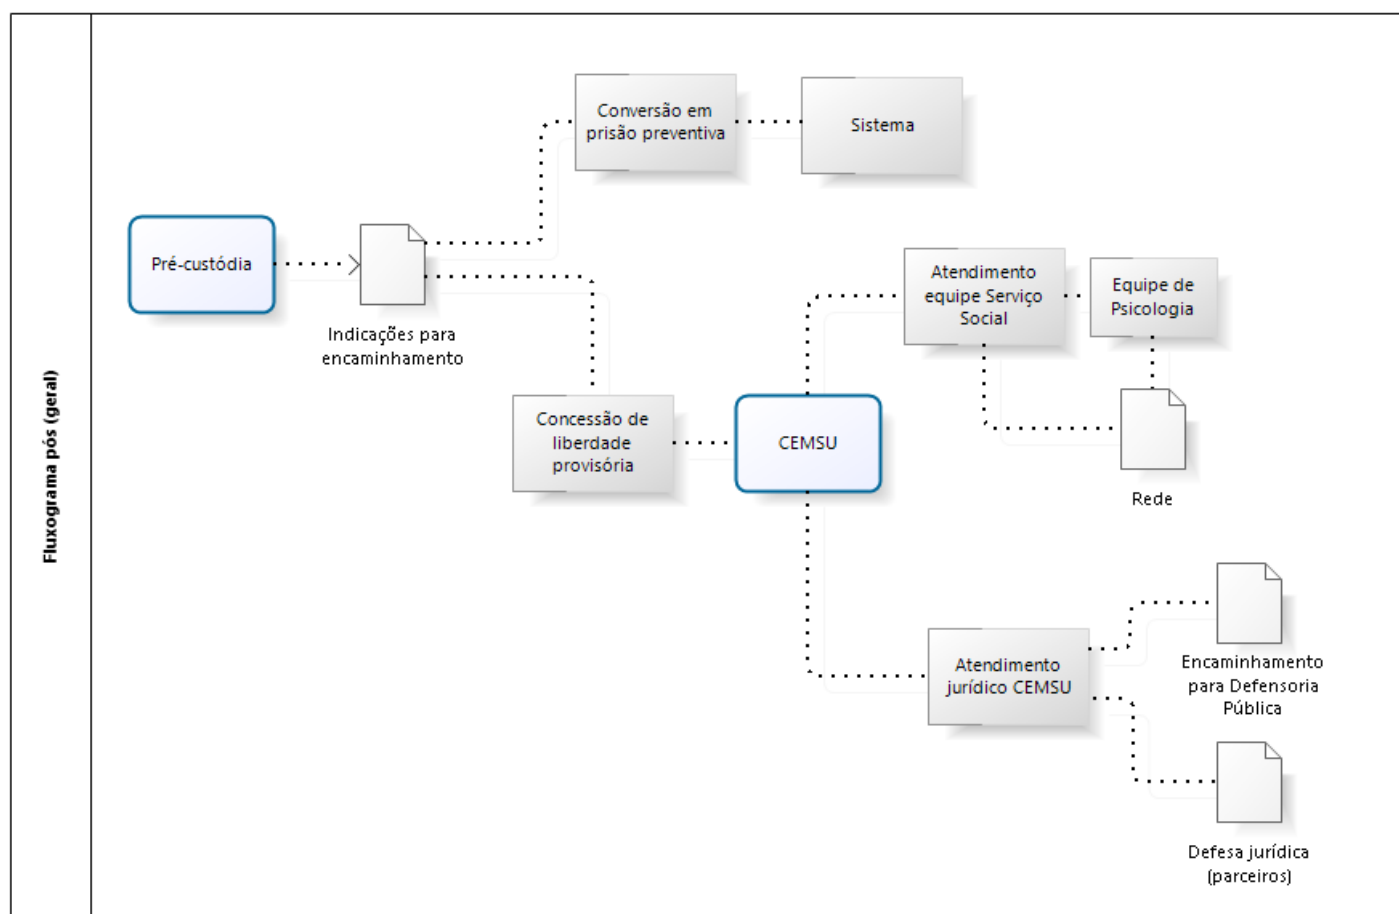 Fluxograma pós (geral)
Pré-custódia
Indicações para
encaminhamento
Conversão em
prisão preventiva
Sistema
Concessão de
liberdade
provisória
CEMSU
Atendimento
equipe Serviço
Social
Equipe de
Psicologia
Rede
Atendimento
jurídico CEMSU
Encaminhamento
para Defensoria
Pública
Defesa jurídica
(parceiros)